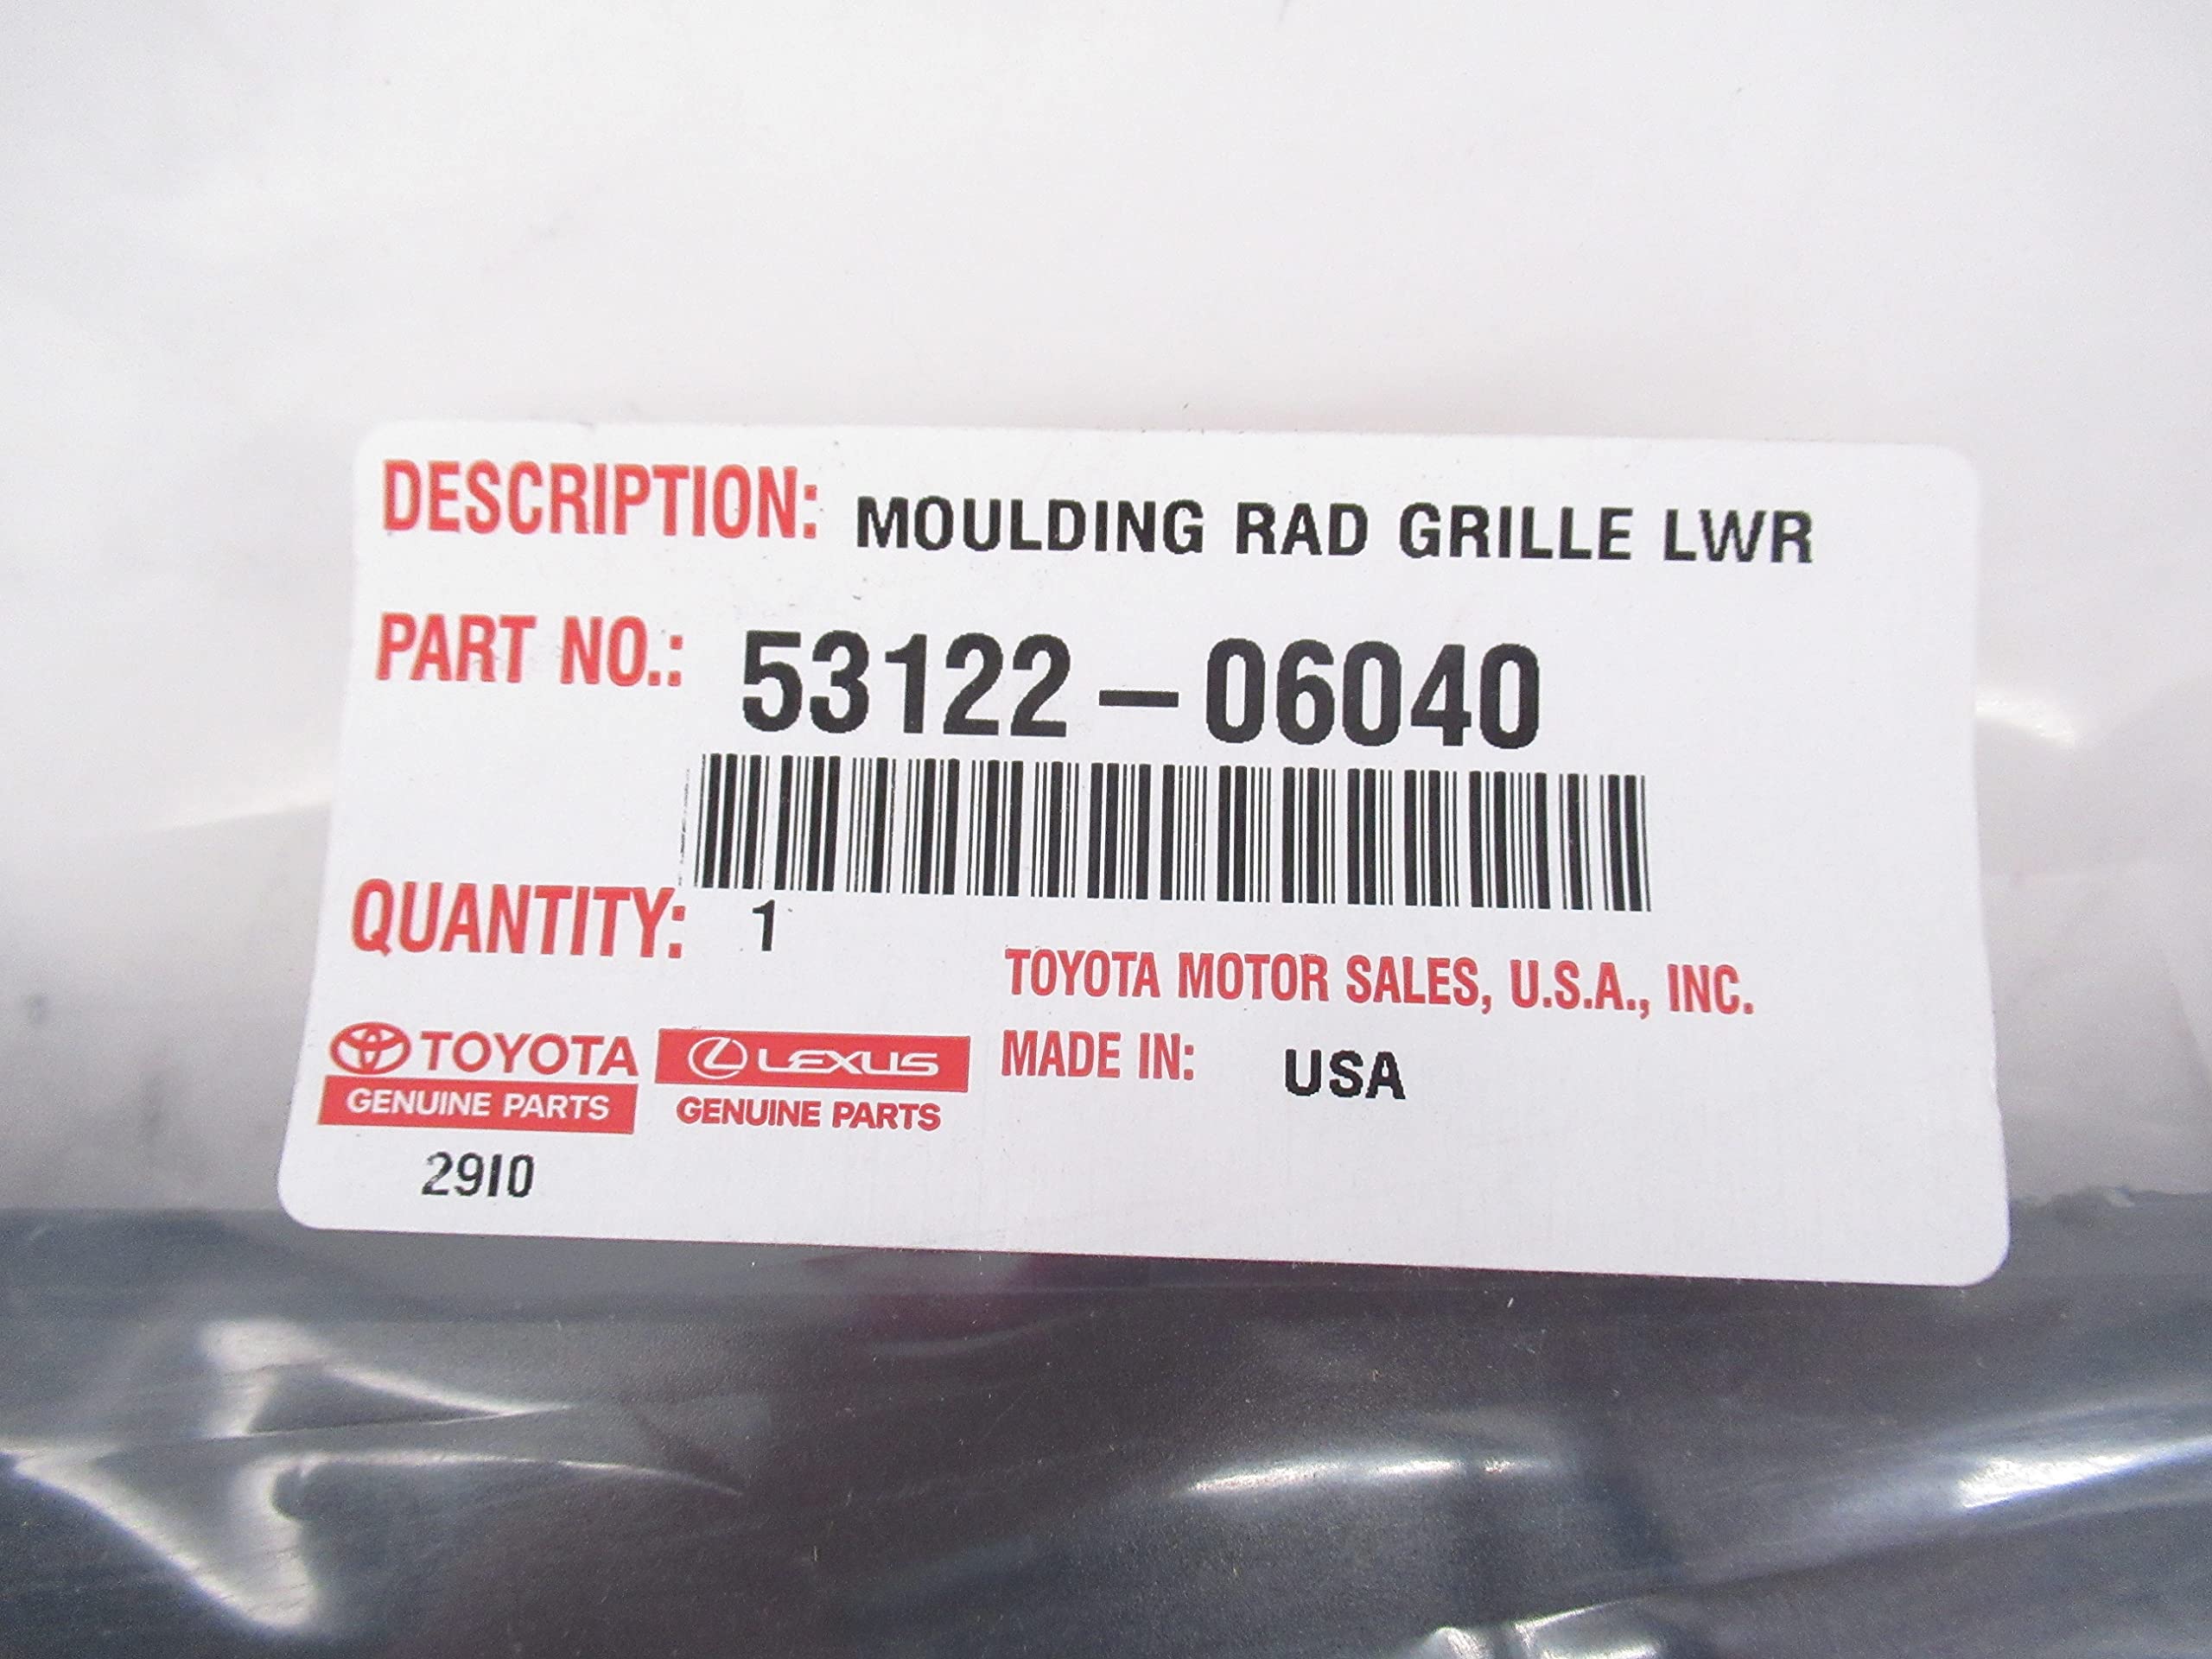 DESCRIPTION: MOULDING RAD GRILLE LWR
PART NO.: 53122-06040
QUANTITY: 1
TOYOTA MOTOR SALES, U.S.A., INC.
MADE IN: USA
TOYOTA
GENUINE PARTS
LEXUS
GENUINE PARTS
29I0